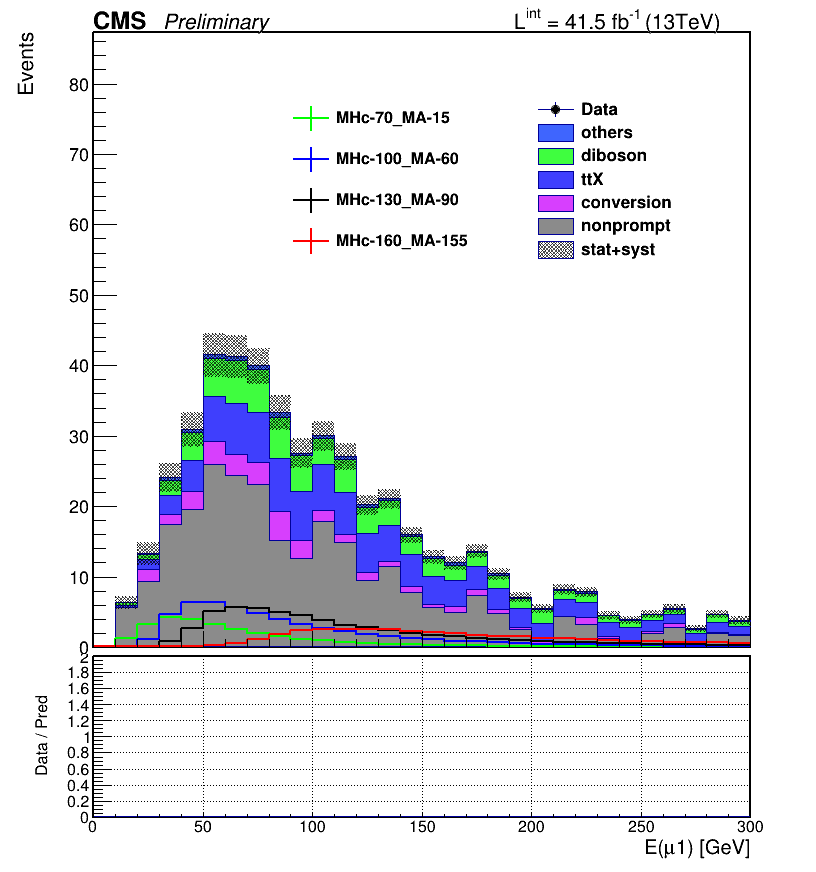 CMS Preliminary L^int = 41.5 fb^-1 (13TeV)
Events
80
70
60
50
40
30
20
10
0
MHc-70_MA-15
MHc-100_MA-60
MHc-130_MA-90
MHc-160_MA-155
Data
others
diboson
ttX
conversion
nonprompt
stat+syst
Data / Pred
2
1.8
1.6
1.4
1.2
1
0.8
0.6
0.4
0.2
0
0 50 100 150 200 250 300
E(μ1) [GeV]